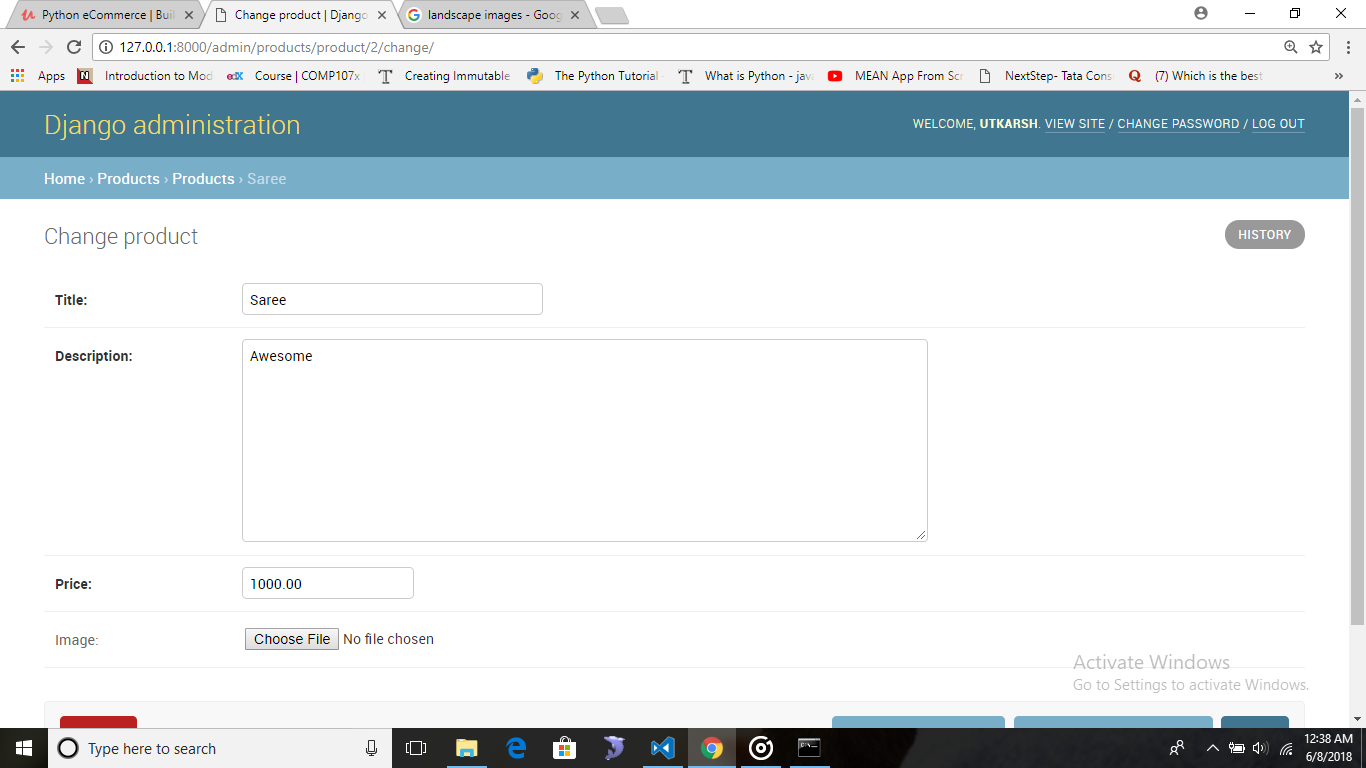 Python eCommerce | Buil
Change product | Django
landscape images - Goog
127.0.0.1:8000/admin/products/product/2/change/
Apps
Introduction to Mod
edX Course | COMP107x
Creating Immutable
The Python Tutorial
What is Python - jav
MEAN App From Scr
NextStep- Tata Cons
(7) Which is the best
»
Django administration
WELCOME, UTKARSH. VIEW SITE / CHANGE PASSWORD / LOG OUT
Home › Products › Products › Saree
Change product
HISTORY
Title:
Saree
Description:
Awesome
Price:
1000.00
Image:
Choose File No file chosen
Activate Windows
Go to Settings to activate Windows.
Type here to search
12:38 AM
6/8/2018